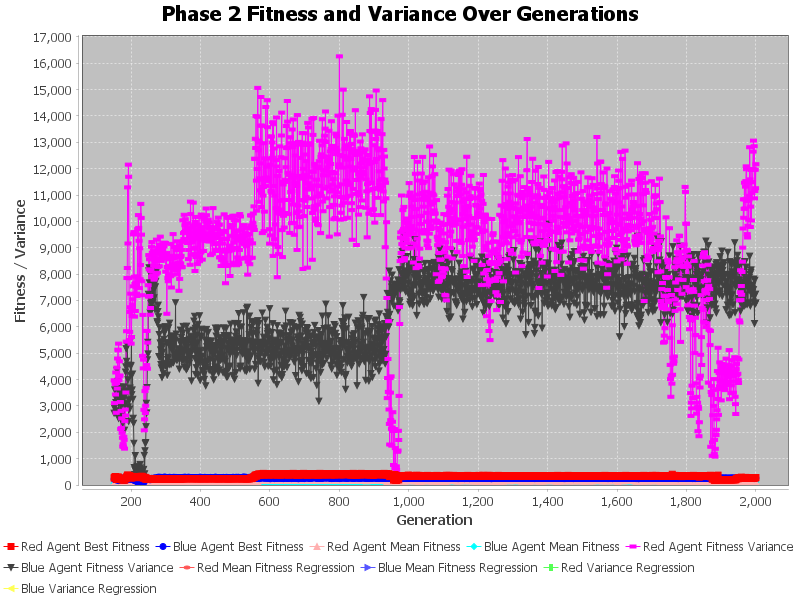 Phase 2 Fitness and Variance Over Generations
17,000
16,000
15,000
14,000
13,000
12,000
11,000
10,000
9,000
8,000
7,000
6,000
5,000
4,000
3,000
2,000
1,000
0
Fitness / Variance
200 400 600 800 1,000 1,200 1,400 1,600 1,800 2,000
Generation
Red Agent Best Fitness Blue Agent Best Fitness Red Agent Mean Fitness Blue Agent Mean Fitness Red Agent Fitness Variance
Blue Agent Fitness Variance Red Mean Fitness Regression Blue Mean Fitness Regression Red Variance Regression
Blue Variance Regression